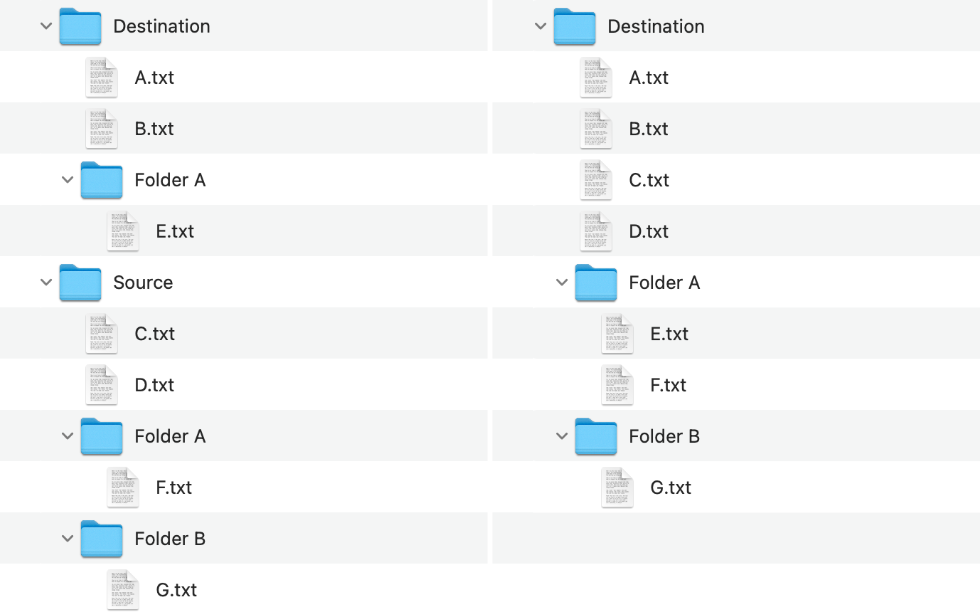 Destination
A.txt
B.txt
Folder A
E.txt
Source
C.txt
D.txt
Folder A
F.txt
Folder B
G.txt
Destination
A.txt
B.txt
C.txt
D.txt
Folder A
E.txt
F.txt
Folder B
G.txt